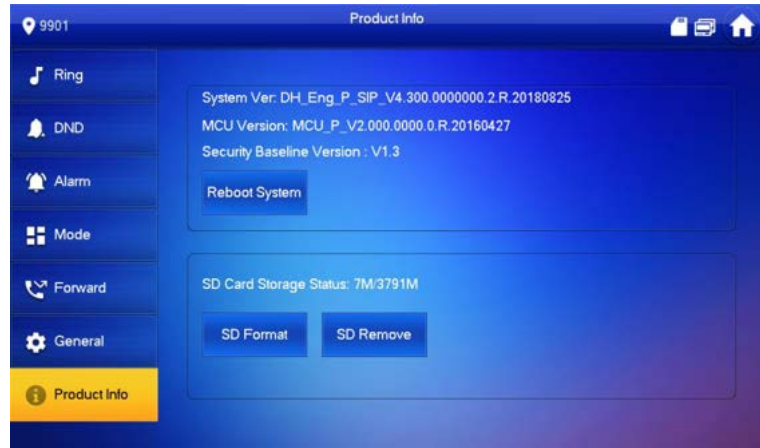 9901
Product Info
Ring
DND
Alarm
Mode
Forward
General
Product Info
System Ver: DH_Eng_P_SIP_V4.300.0000000.2.R.20180825
MCU Version: MCU_P_V2.000.0000.0.R.20160427
Security Baseline Version : V1.3
Reboot System
SD Card Storage Status: 7M/3791M
SD Format SD Remove